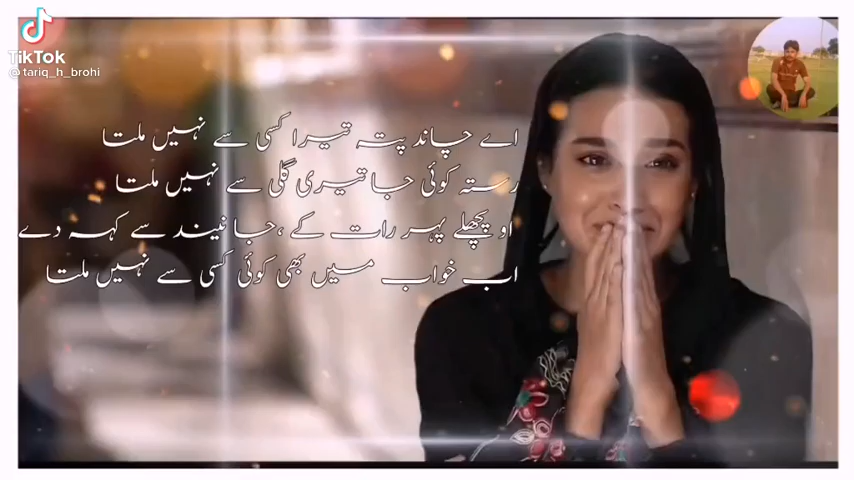 TikTok
@tariq_h_brohi
اے چاند پتہ تیرا کسی سے نہیں ملتا
رستہ کوئی جا تیری گلی سے نہیں ملتا
او پچھلے پہر رات کے ،جا نیند سے کہہ دے
اب خواب میں بھی کوئی کسی سے نہیں ملتا